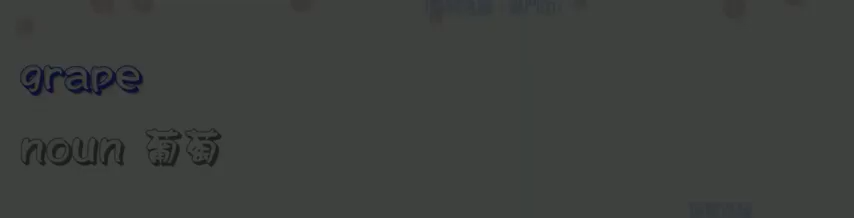 grape
noun 葡萄